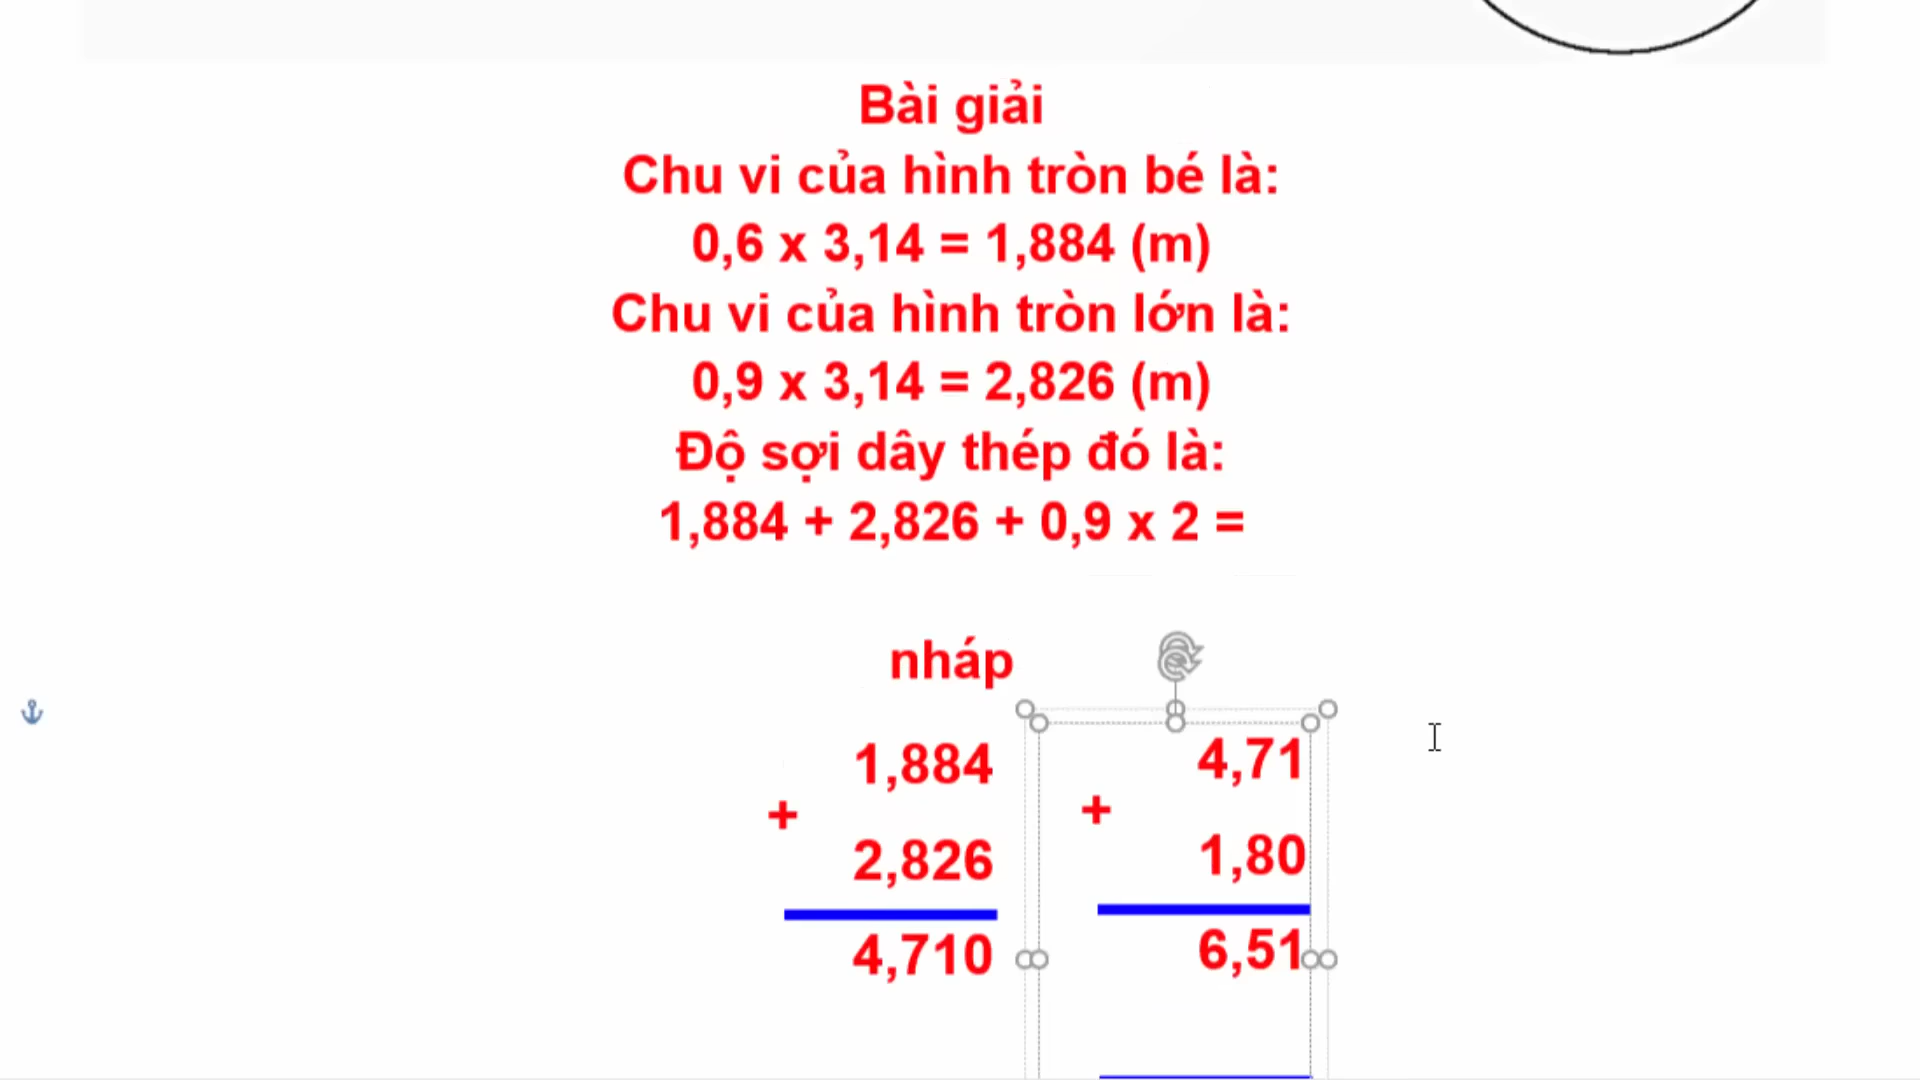 Bài giải
Chu vi của hình tròn bé là:
0,6 x 3,14 = 1,884 (m)
Chu vi của hình tròn lớn là:
0,9 x 3,14 = 2,826 (m)
Độ sợi dây thép đó là:
1,884 + 2,826 + 0,9 x 2 =
nháp
1,884
+
2,826
4,710
4,71
+
1,80
6,51